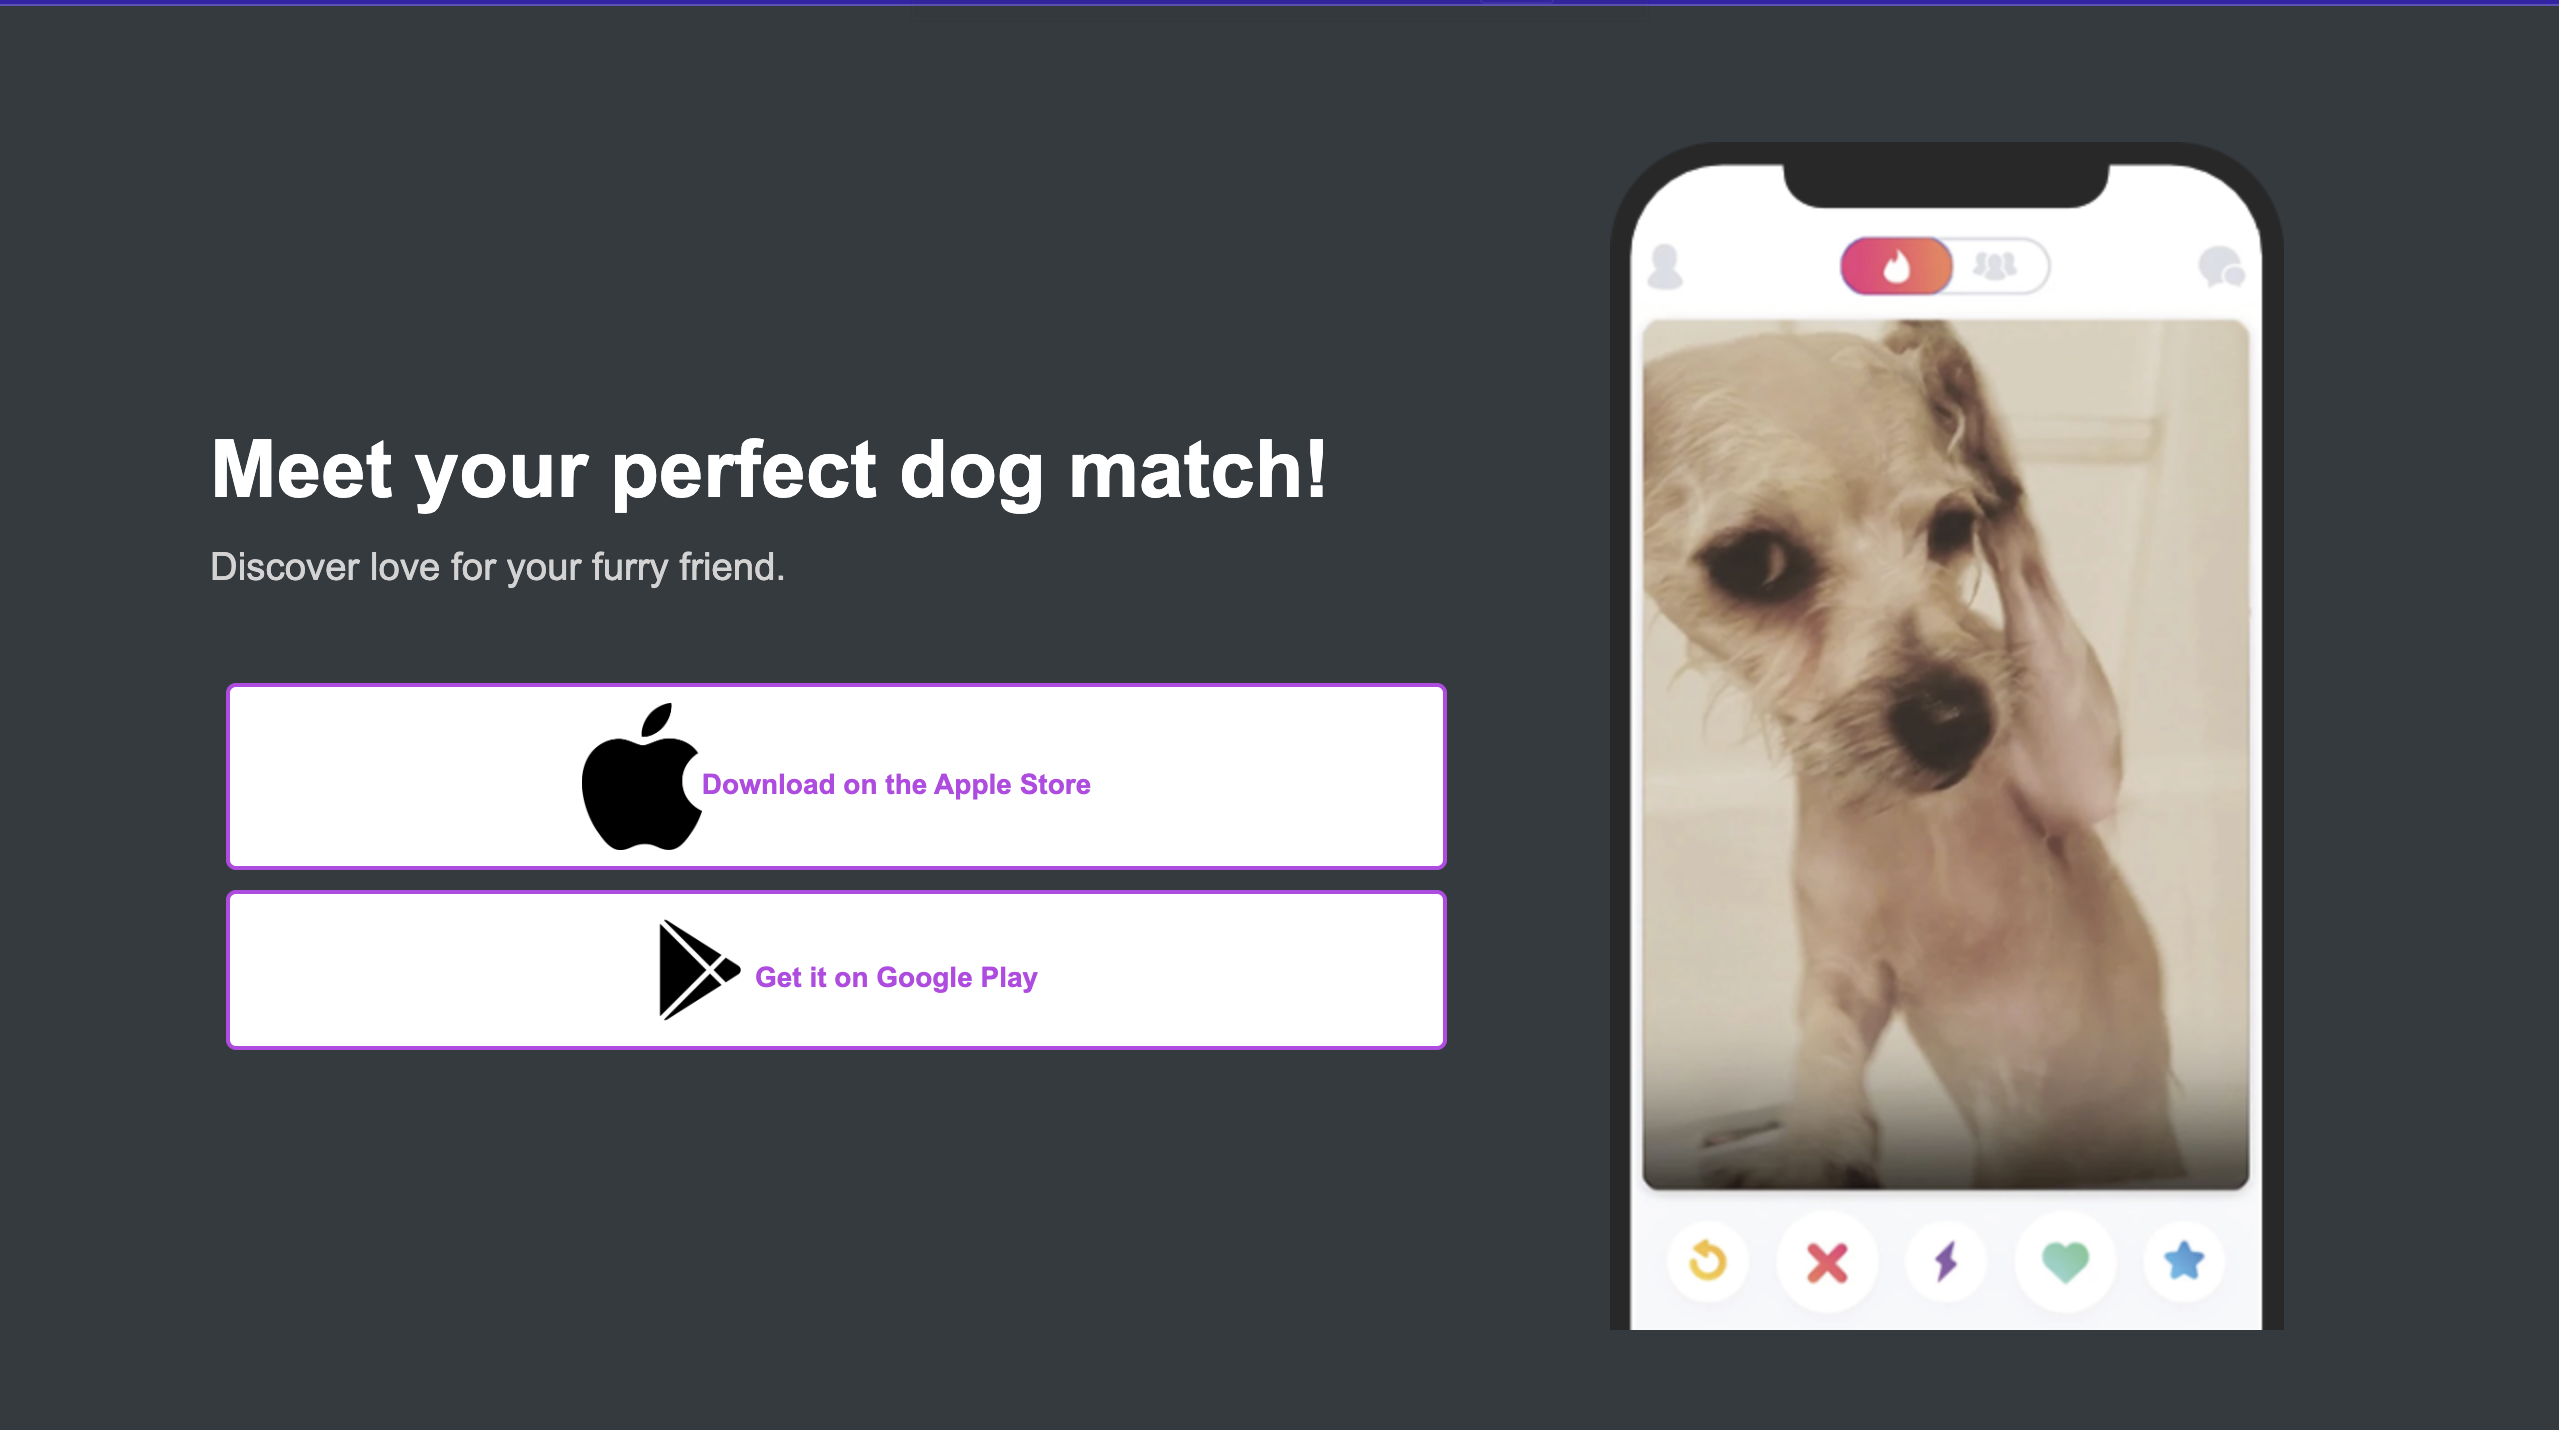 Meet your perfect dog match!
Discover love for your furry friend.
Download on the Apple Store
Get it on Google Play